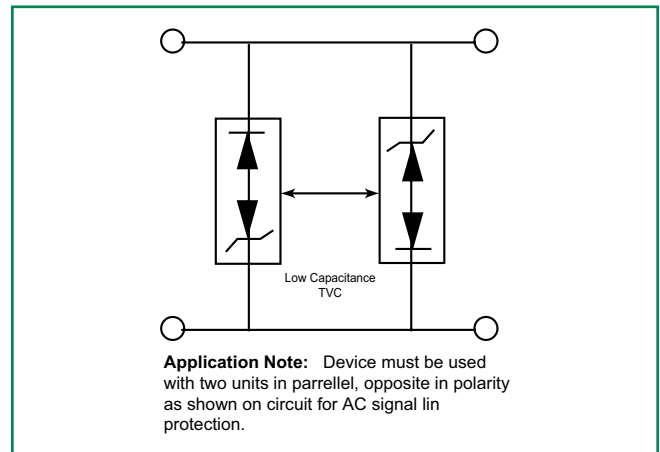 Low Capacitance
TVC
Application Note: Device must be used
with two units in parrellel, opposite in polarity
as shown on circuit for AC signal lin
protection.